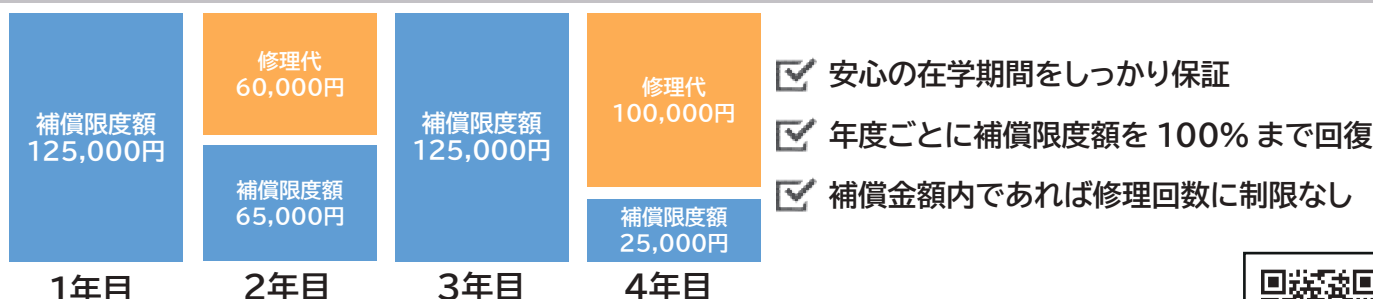 補償限度額
125,000円
1年目
修理代
60,000円
補償限度額
65,000円
2年目
補償限度額
125,000円
3年目
修理代
100,000円
補償限度額
25,000円
4年目
安心の在学期間をしっかり保証
年度ごとに補償限度額を 100% まで回復
補償金額内であれば修理回数に制限なし